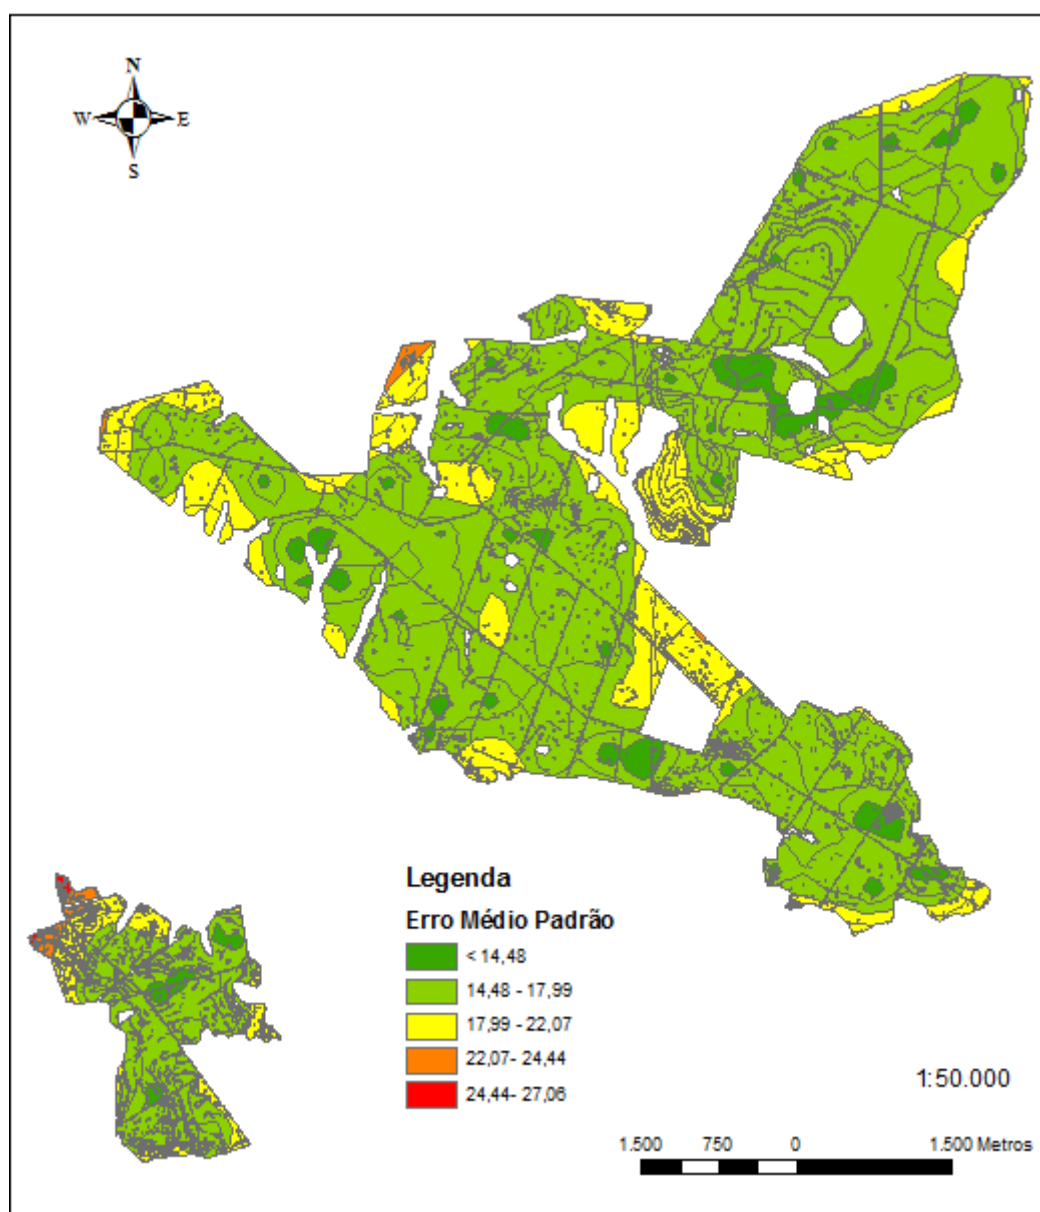 N
W E
S
Legenda
Erro Médio Padrão
< 14,48
14,48 - 17,99
17,99 - 22,07
22,07- 24,44
24,44- 27,06
1:50.000
1.500 750 0 1.500 Metros